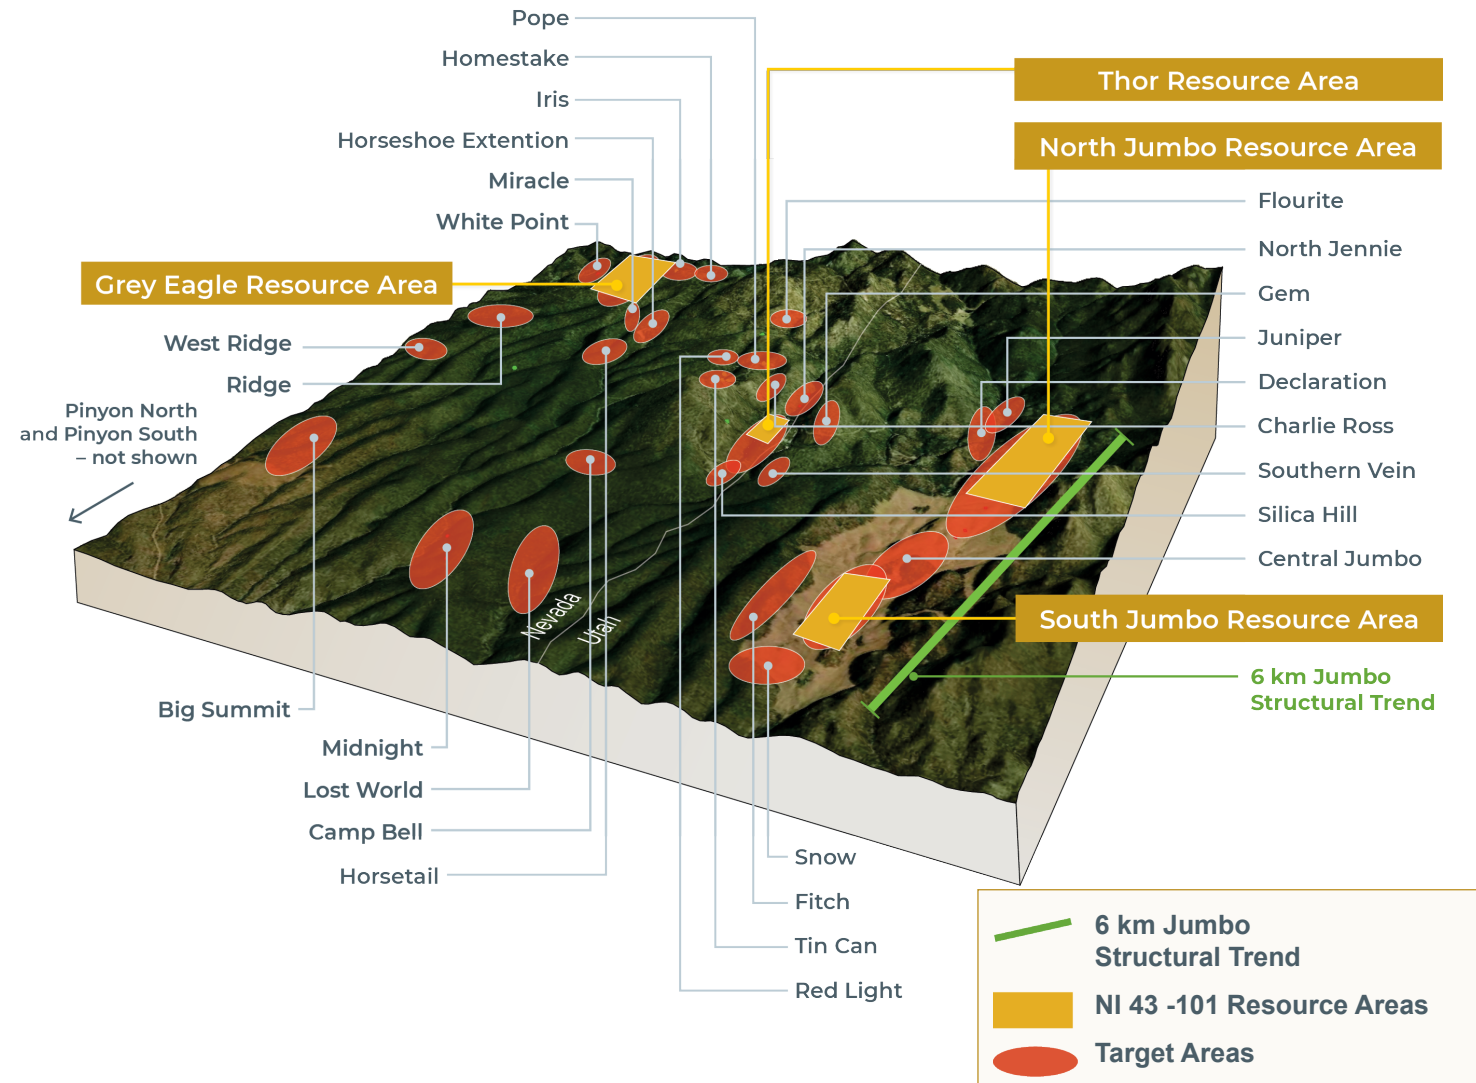 Pope
Homestake
Iris
Horseshoe Extention
Miracle
White Point
Grey Eagle Resource Area
West Ridge
Ridge
Pinyon North
and Pinyon South
– not shown
Thor Resource Area
North Jumbo Resource Area
Flourite
North Jennie
Gem
Juniper
Declaration
Charlie Ross
Southern Vein
Silica Hill
Central Jumbo
South Jumbo Resource Area
6 km Jumbo
Structural Trend
Nevada
Utah
Big Summit
Midnight
Lost World
Camp Bell
Horsetail
Snow
Fitch
Tin Can
Red Light
6 km Jumbo
Structural Trend
NI 43 -101 Resource Areas
Target Areas